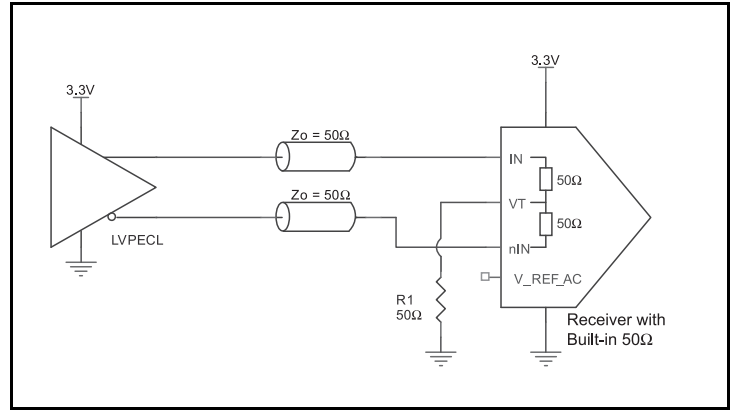 3.3V
3.3V
Zo = 50Ω
IN
50Ω
Zo = 50Ω
VT
50Ω
LVPECL
nIN
V_REF_AC
R1
50Ω
Receiver with
Built-in 50Ω